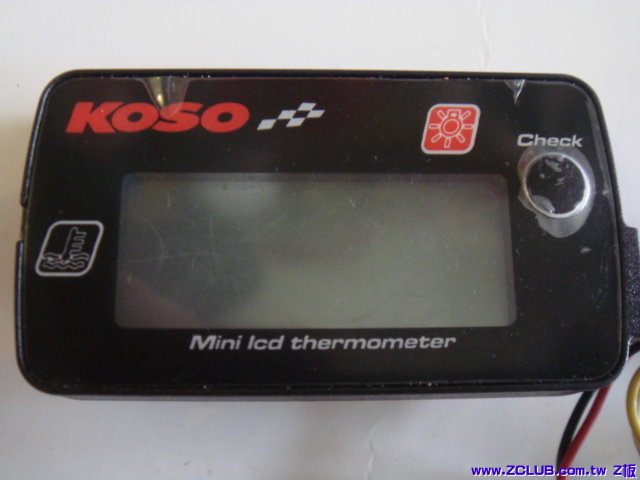 KOSO
Check
Mini lcd thermometer
www.ZCLUB.com.tw Z板